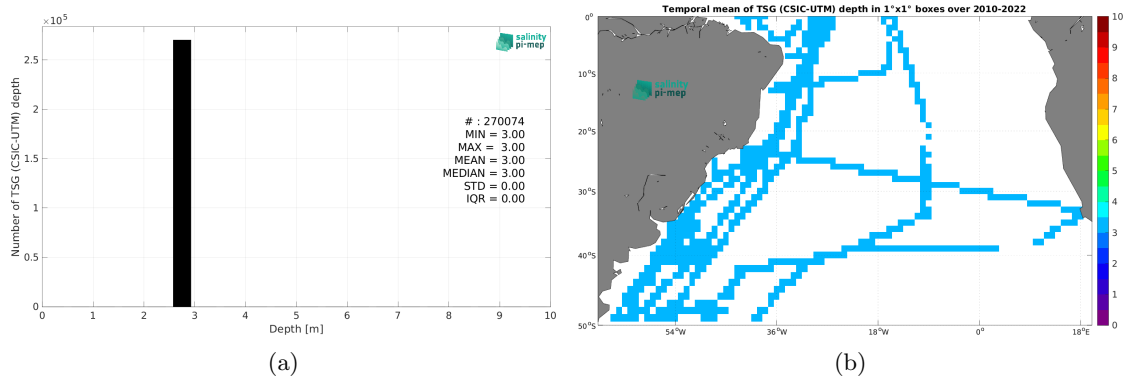 ×10⁵
Number of TSG (CSIC-UTM) depth
2.5
2
1.5
1
0.5
0
0 1 2 3 4 5 6 7 8 9 10
Depth [m]
salinity
pi-mep
# : 270074
MIN = 3.00
MAX = 3.00
MEAN = 3.00
MEDIAN = 3.00
STD = 0.00
IQR = 0.00
(a)
Temporal mean of TSG (CSIC-UTM) depth in 1°x1° boxes over 2010-2022
0°
10°S
20°S
30°S
40°S
50°S
54°W 36°W 18°W 0° 18°E
salinity
pi-mep
10
9
8
7
6
5
4
3
2
1
0
(b)